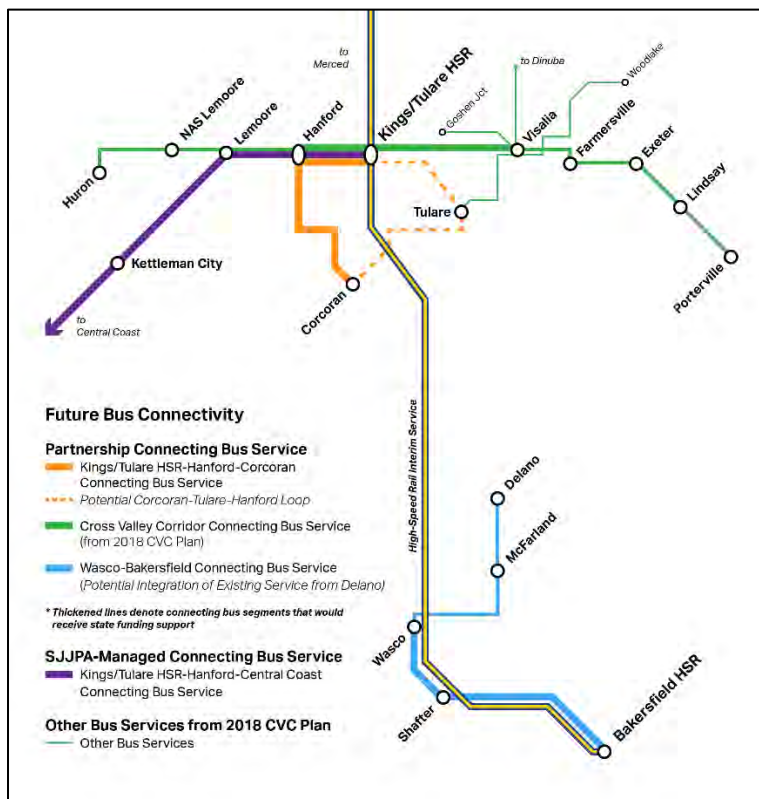 to
Merced
Kings/Tulare HSR
Hanford
Lemoore
NAS Lemoore
Huron
Goshen Jct
to Dinuba
Woodlake
Visalia
Farmersville
Exeter
Lindsay
Porterville
Tulare
Kettleman City
Corcoran
to
Central Coast
High-Speed Rail Interim Service
Delano
McFarland
Wasco
Shafter
Bakersfield HSR
Future Bus Connectivity
Partnership Connecting Bus Service
Kings/Tulare HSR-Hanford-Corcoran
Connecting Bus Service
Potential Corcoran-Tulare-Hanford Loop
Cross Valley Corridor Connecting Bus Service
(from 2018 CVC Plan)
Wasco-Bakersfield Connecting Bus Service
(Potential Integration of Existing Service from Delano)
* Thickened lines denote connecting bus segments that would
receive state funding support
SJJPA-Managed Connecting Bus Service
Kings/Tulare HSR-Hanford-Central Coast
Connecting Bus Service
Other Bus Services from 2018 CVC Plan
Other Bus Services